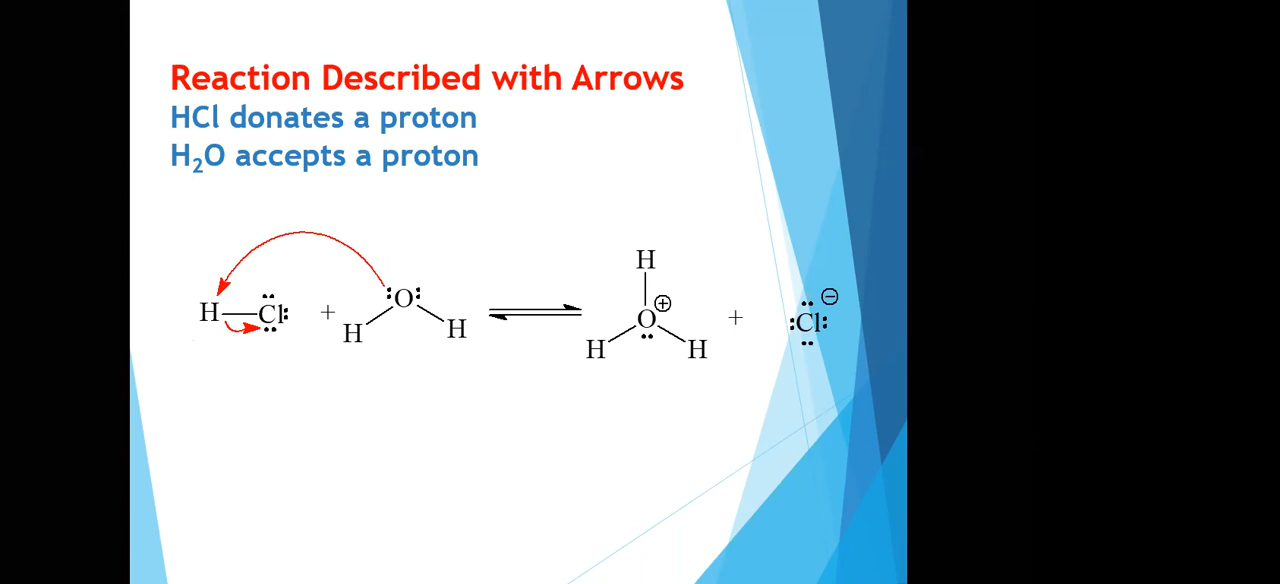 Reaction Described with Arrows
HCl donates a proton
H₂O accepts a proton
H—Cl + H O H ⇌ H O ⊕ H H + Cl ⊖